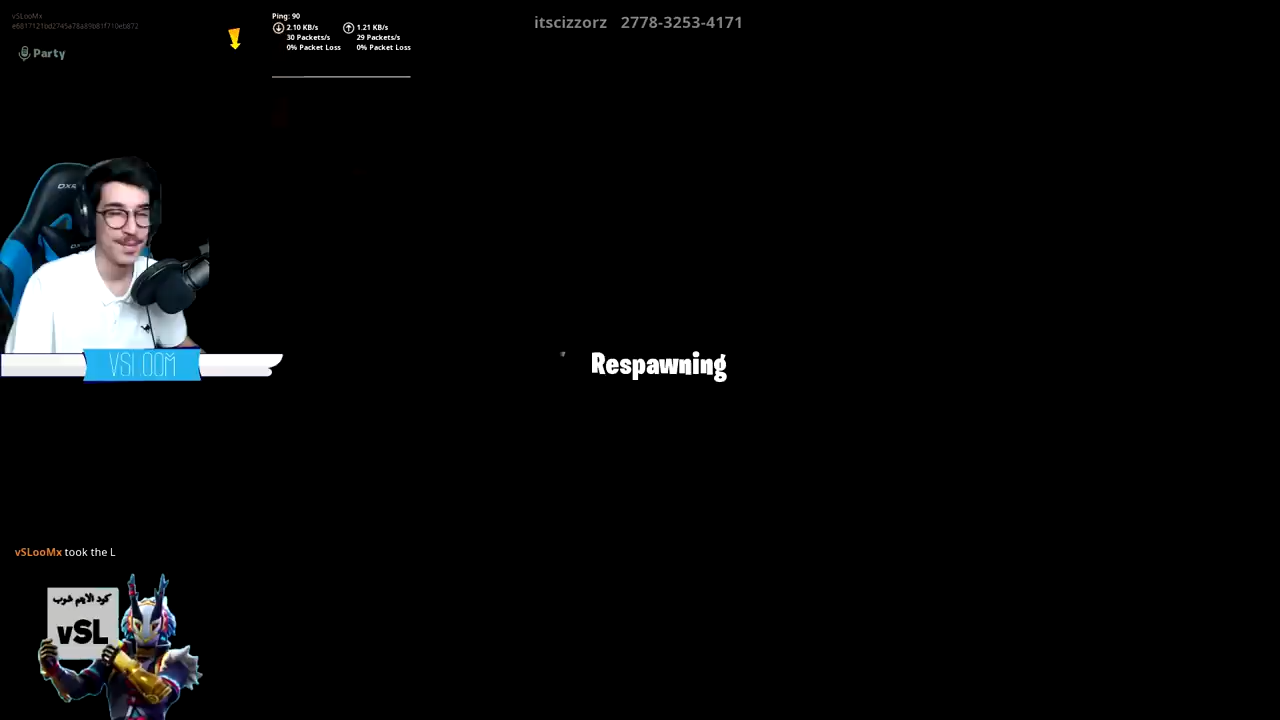 vSLooMx
Ping: 90
2.10 KB/s 1.21 KB/s
30 Packets/s 29 Packets/s
0% Packet Loss 0% Packet Loss
itscizzorz 2778-3253-4171
Party
DXR
VSLOOM
Respawning
vSLooMx took the L
كود الايتم شوب
vSL